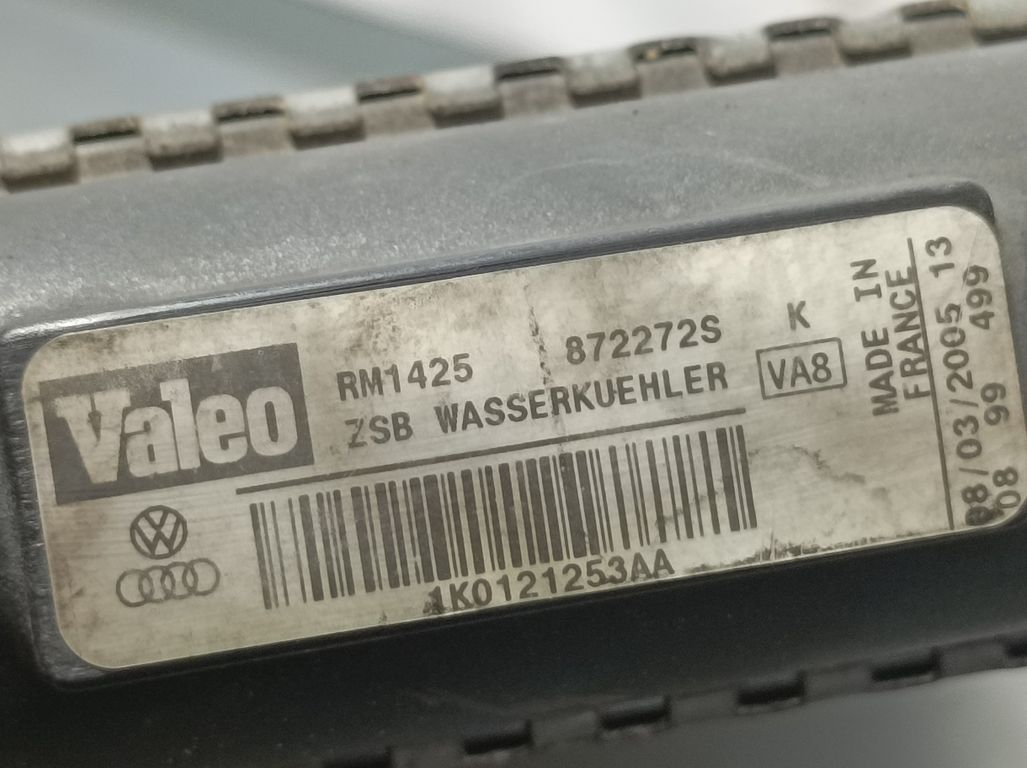 Valeo
RM1425 872272S K
ZSB WASSERKUEHLER VA8
1K0121253AA
MADE IN
FRANCE
08/03/2005 13
08 99 499